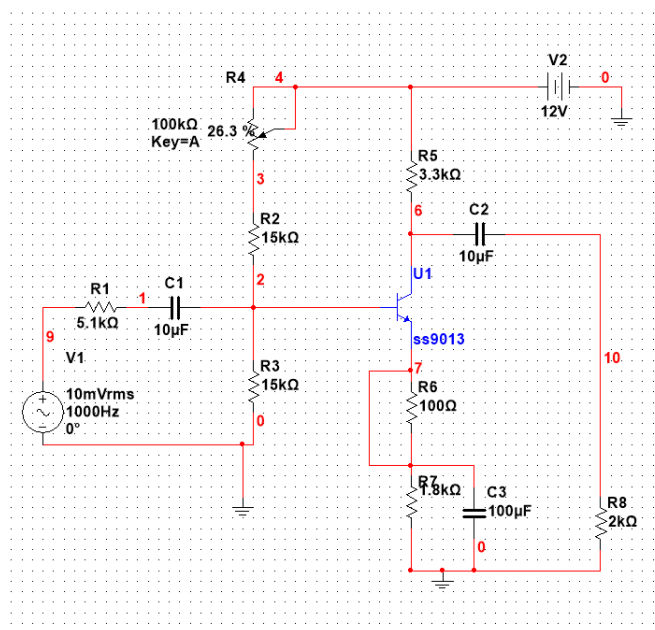 V2
0
12V
R4
4
100kΩ
26.3 %
Key=A
3
R5
3.3kΩ
6
R2
15kΩ
C2
10µF
2
U1
R1
1
C1
5.1kΩ
10µF
9
V1
ss9013
10mVrms
1000Hz
0°
R3
15kΩ
0
7
R6
100Ω
10
R7
1.8kΩ
C3
100µF
0
R8
2kΩ